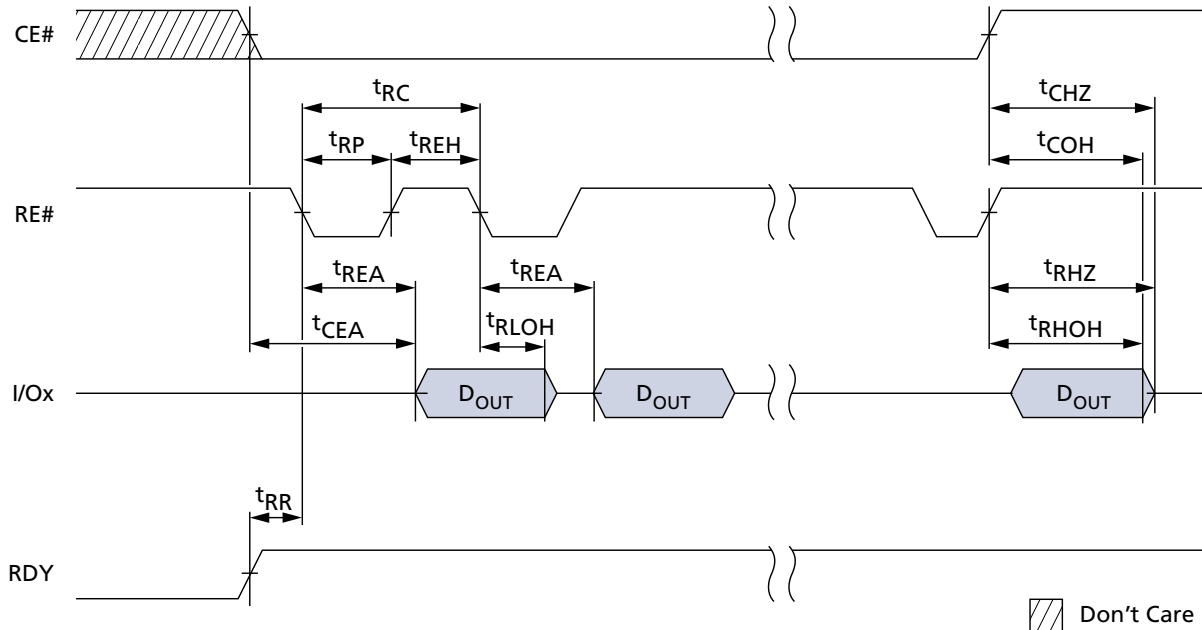 CE#
tRC
tCHZ
tRP
tREH
tCOH
RE#
tREA
tREA
tRHZ
tCEA
tRLOH
tRHOH
I/Ox
DOUT
DOUT
DOUT
tRR
RDY
Don't Care